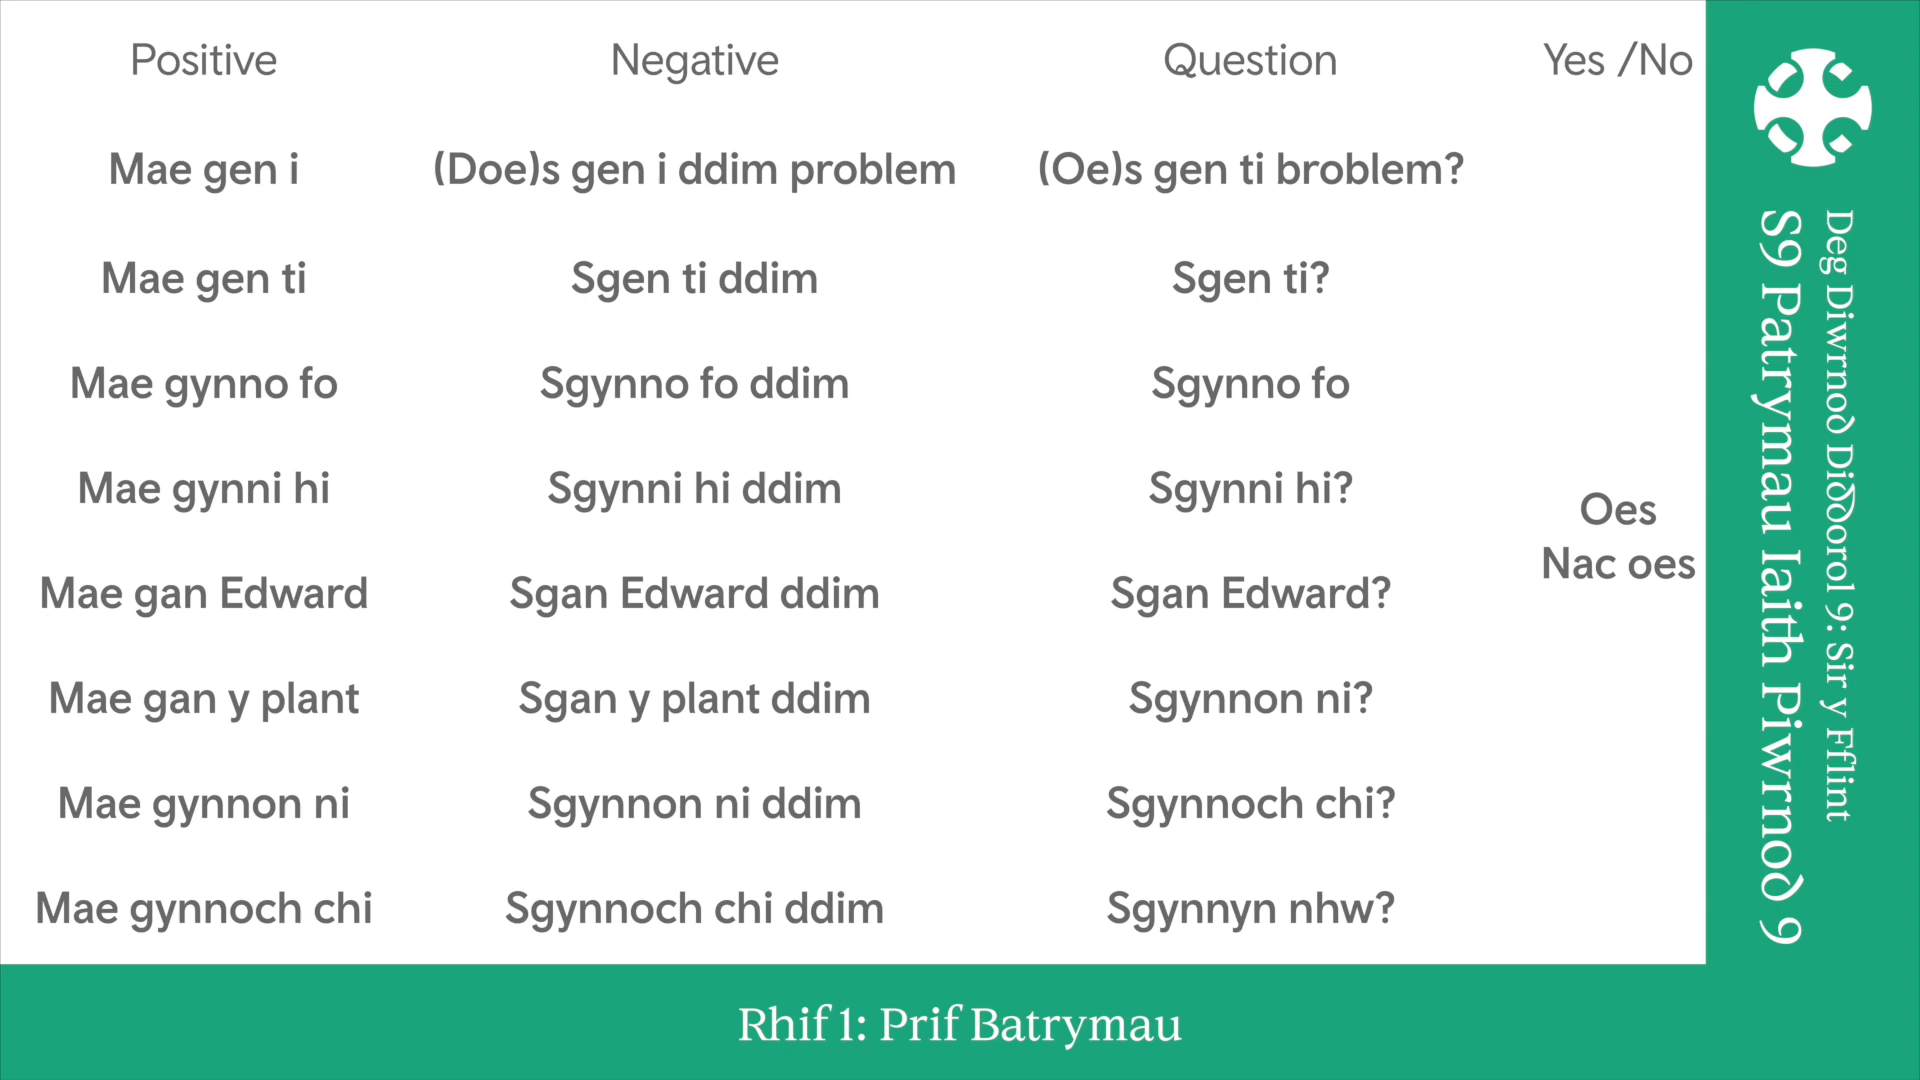 Positive Negative Question Yes /No
Mae gen i (Doe)s gen i ddim problem (Oe)s gen ti broblem?
Mae gen ti Sgen ti ddim Sgen ti?
Mae gynno fo Sgynno fo ddim Sgynno fo
Mae gynni hi Sgynni hi ddim Sgynni hi?
Oes
Nac oes
Mae gan Edward Sgan Edward ddim Sgan Edward?
Mae gan y plant Sgan y plant ddim Sgynnon ni?
Mae gynnon ni Sgynnon ni ddim Sgynnoch chi?
Mae gynnoch chi Sgynnoch chi ddim Sgynnyn nhw?
Deg Diwrnod Diddorol 9: Sir y Fflint
S9 Patrymau Iaith Piwrnod 9
Rhif 1: Prif Batrymau